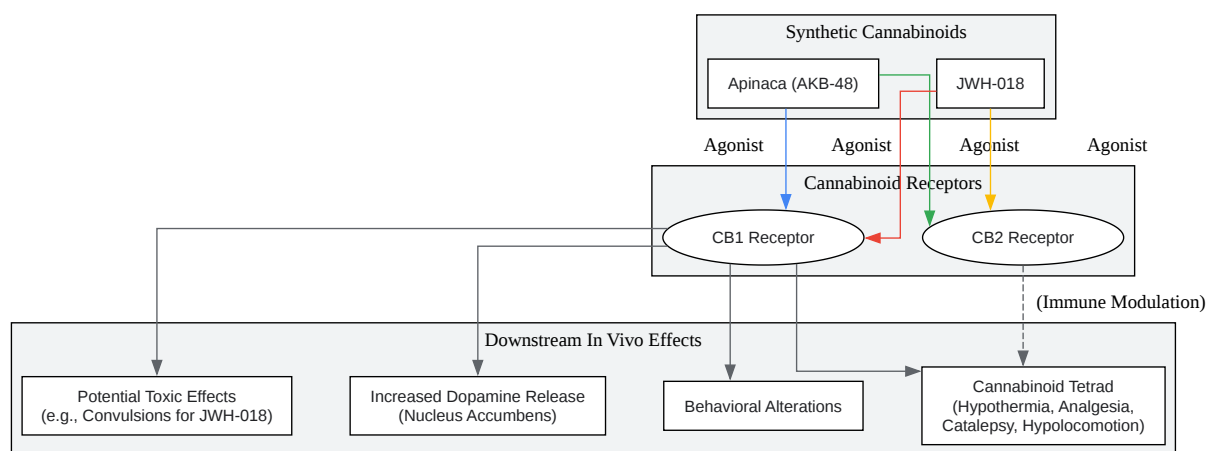 Synthetic Cannabinoids
Apinaca (AKB-48)
JWH-018
Agonist
Agonist
Agonist
Agonist
Cannabinoid Receptors
CB1 Receptor
CB2 Receptor
(Immune Modulation)
Downstream In Vivo Effects
Potential Toxic Effects
(e.g., Convulsions for JWH-018)
Increased Dopamine Release
(Nucleus Accumbens)
Behavioral Alterations
Cannabinoid Tetrad
(Hypothermia, Analgesia,
Catalepsy, Hypolocomotion)